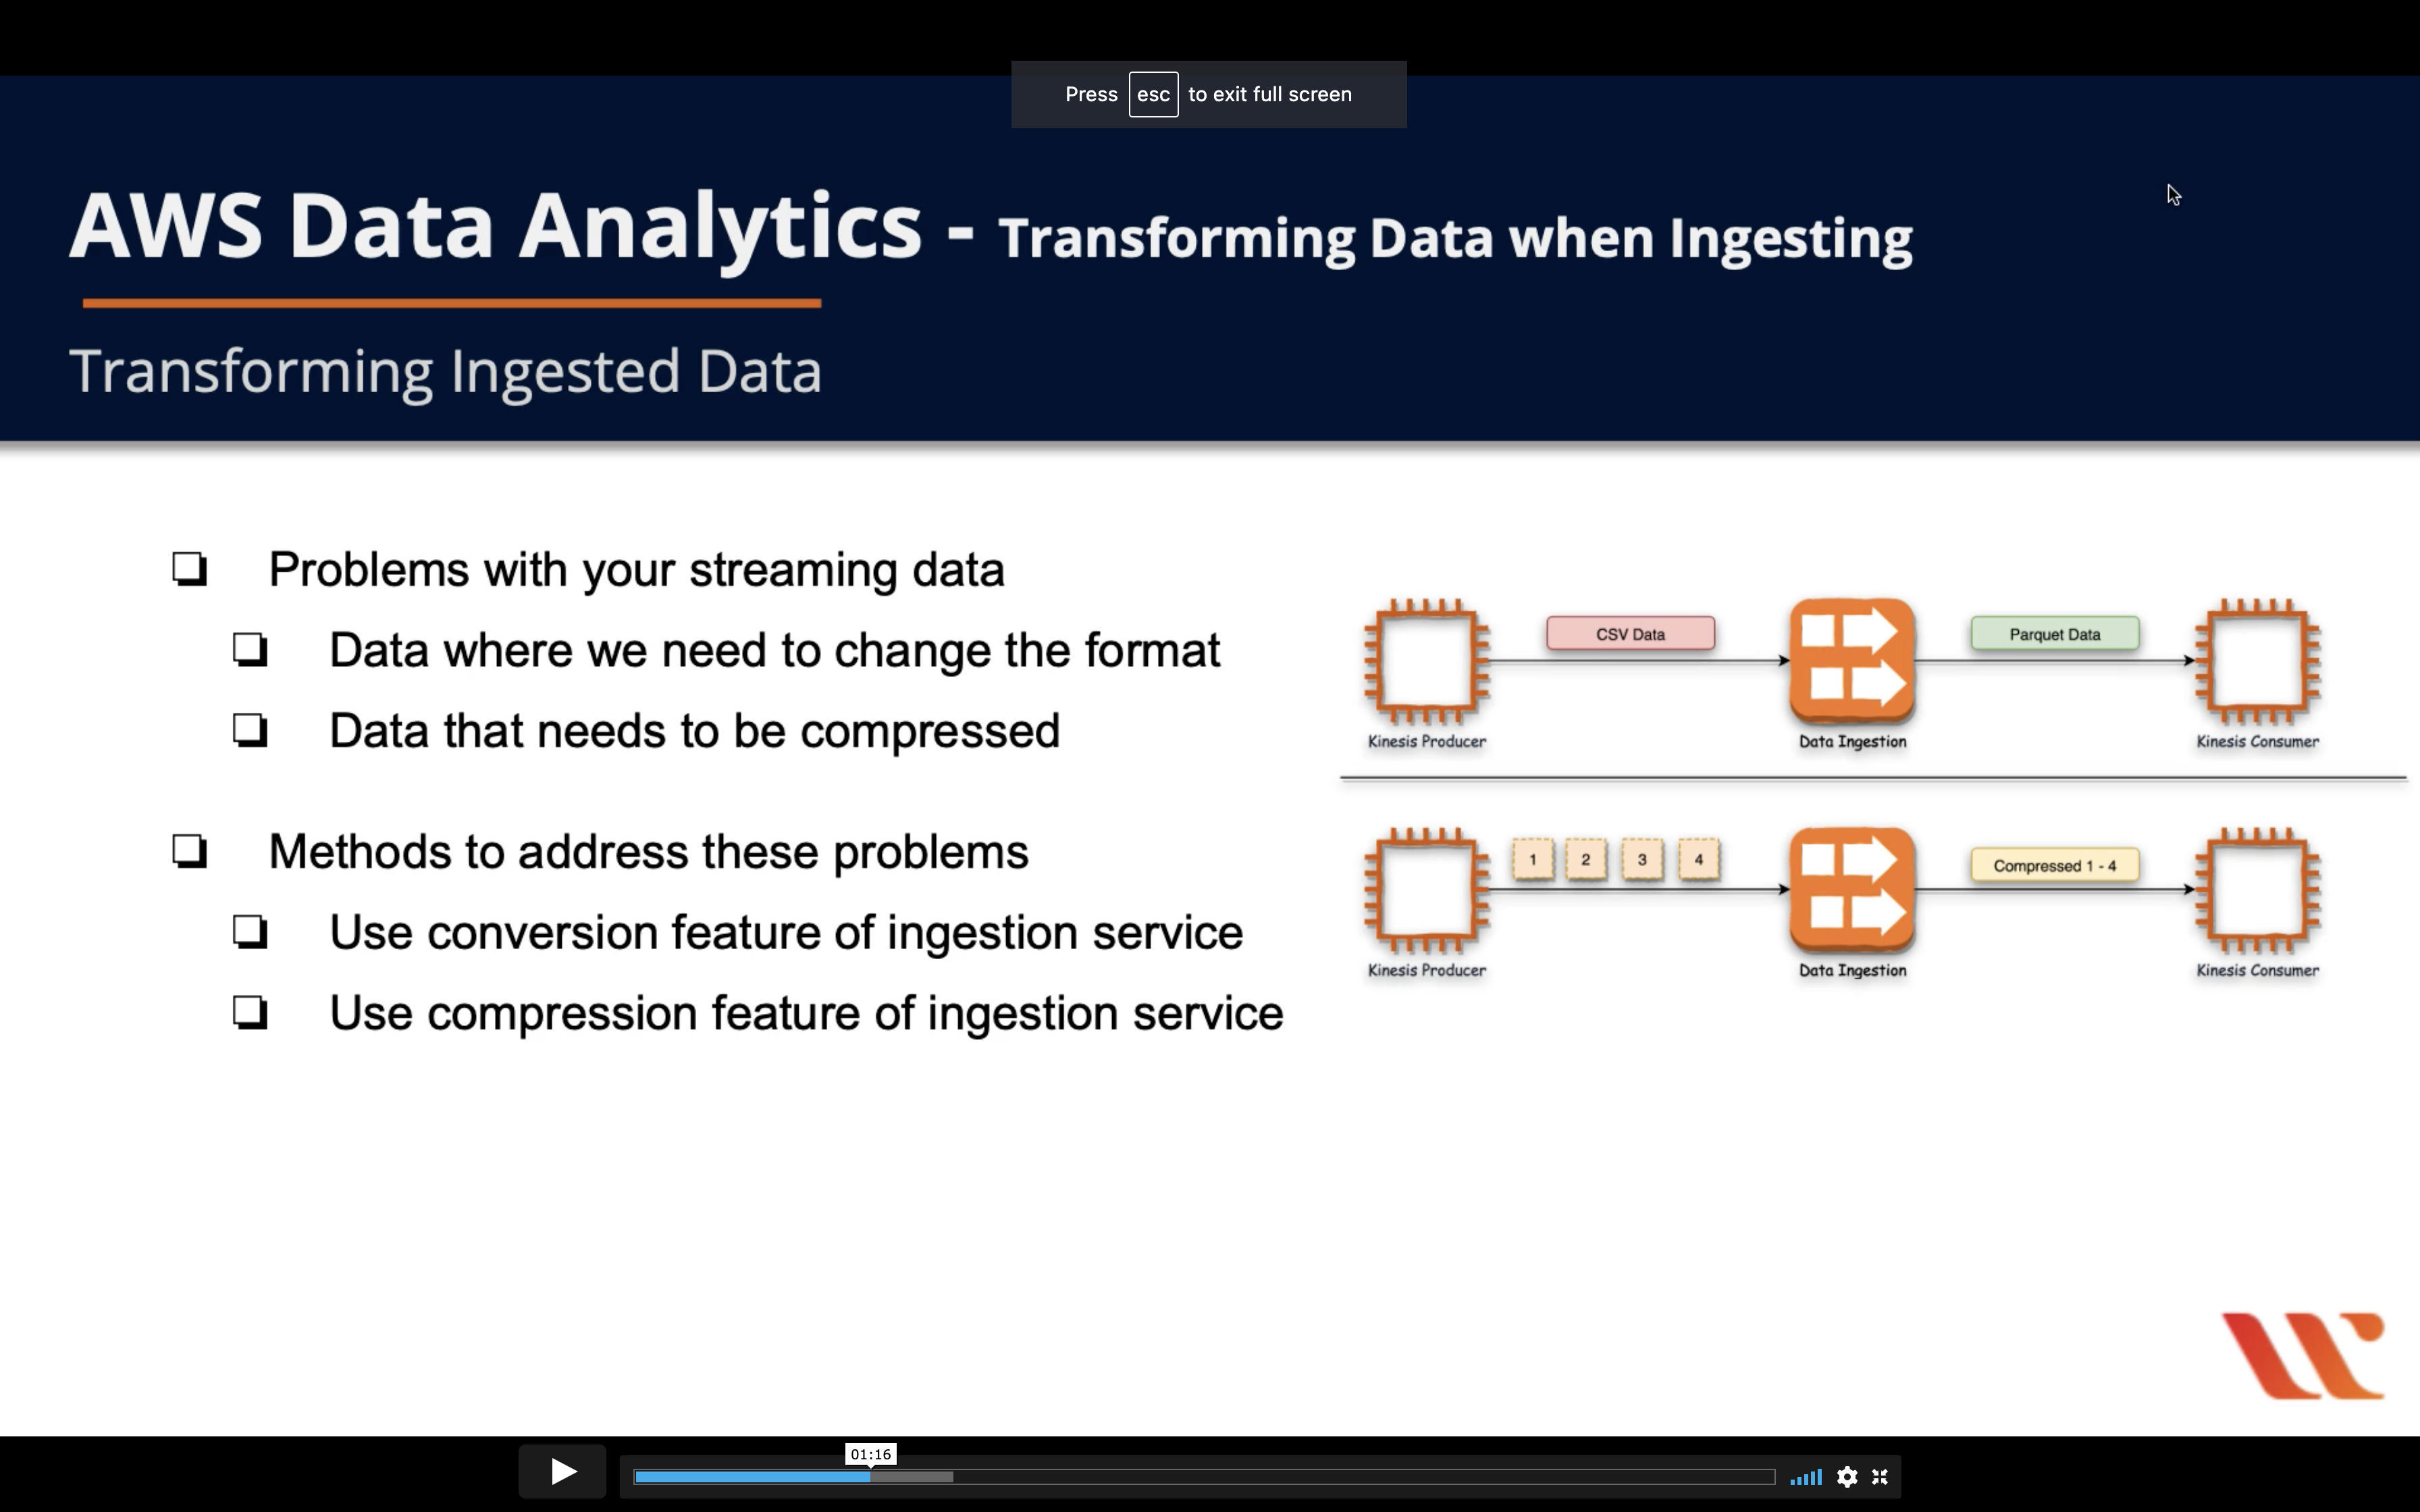 Press esc to exit full screen
AWS Data Analytics - Transforming Data when Ingesting
Transforming Ingested Data
Problems with your streaming data
Data where we need to change the format
Data that needs to be compressed
Methods to address these problems
Use conversion feature of ingestion service
Use compression feature of ingestion service
CSV Data
Parquet Data
Kinesis Producer
Data Ingestion
Kinesis Consumer
1 2 3 4
Compressed 1 - 4
Kinesis Producer
Data Ingestion
Kinesis Consumer
01:16